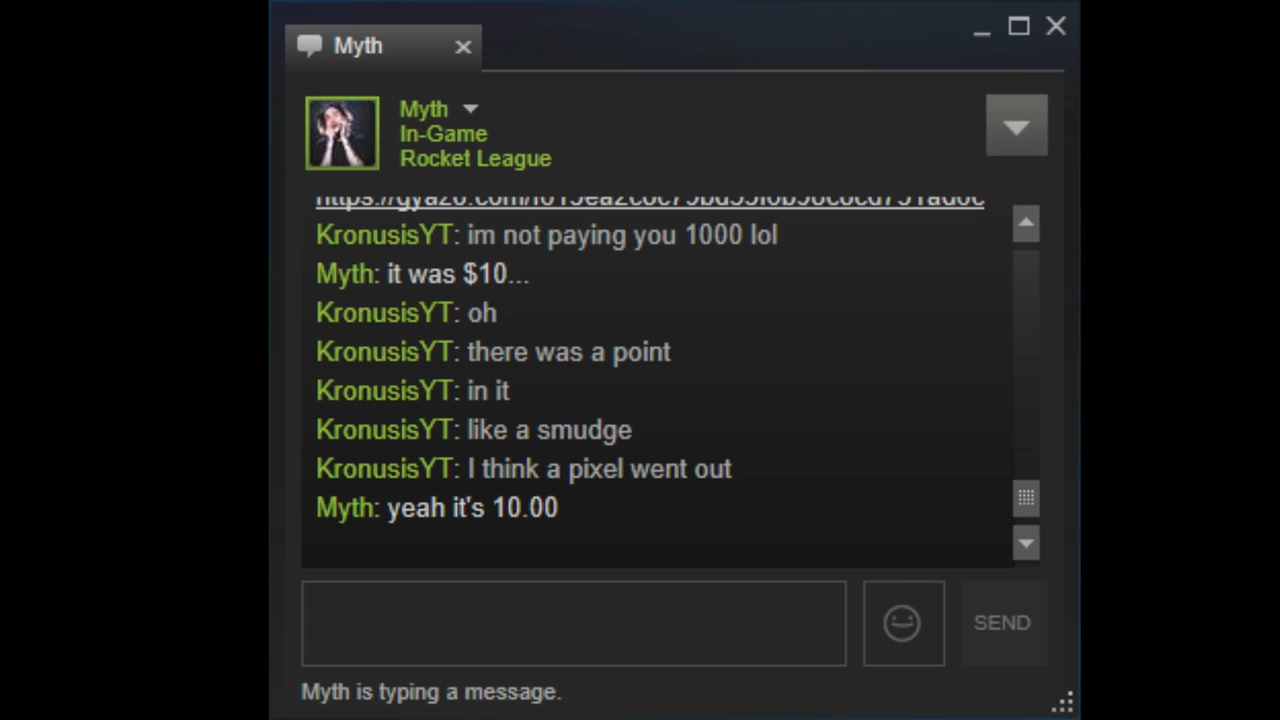 Myth
Myth
In-Game
Rocket League
KronusisYT: im not paying you 1000 lol
Myth: it was $10...
KronusisYT: oh
KronusisYT: there was a point
KronusisYT: in it
KronusisYT: like a smudge
KronusisYT: I think a pixel went out
Myth: yeah it's 10.00
SEND
Myth is typing a message.